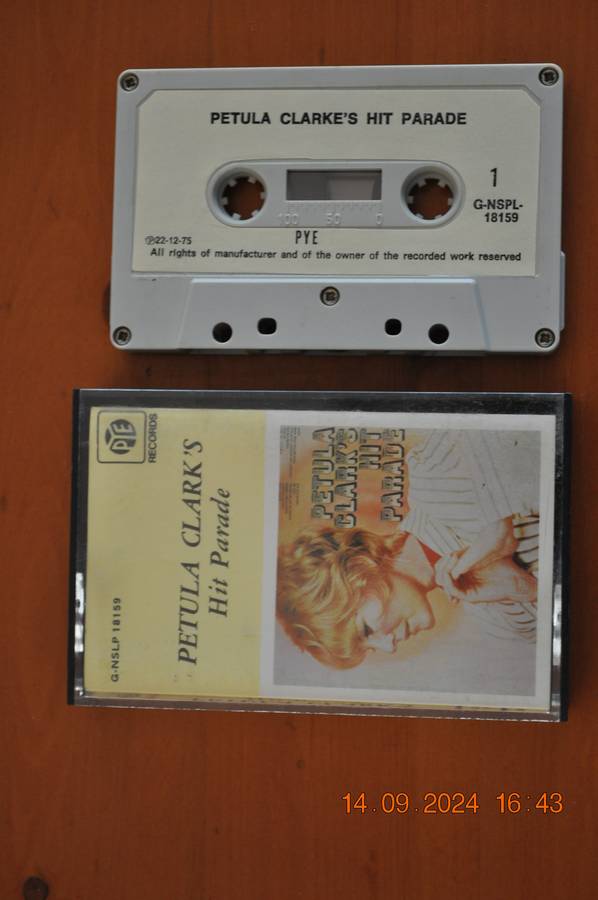 PETULA CLARKE'S HIT PARADE
1
G-NSPL-
18159
100 50 0
PYE
℗22-12-75
All rights of manufacturer and of the owner of the recorded work reserved
PYE
RECORDS
PETULA CLARK'S
Hit Parade
G-NSLP 18159
PETULA
CLARK'S
HIT
PARADE
14.09.2024 16:43